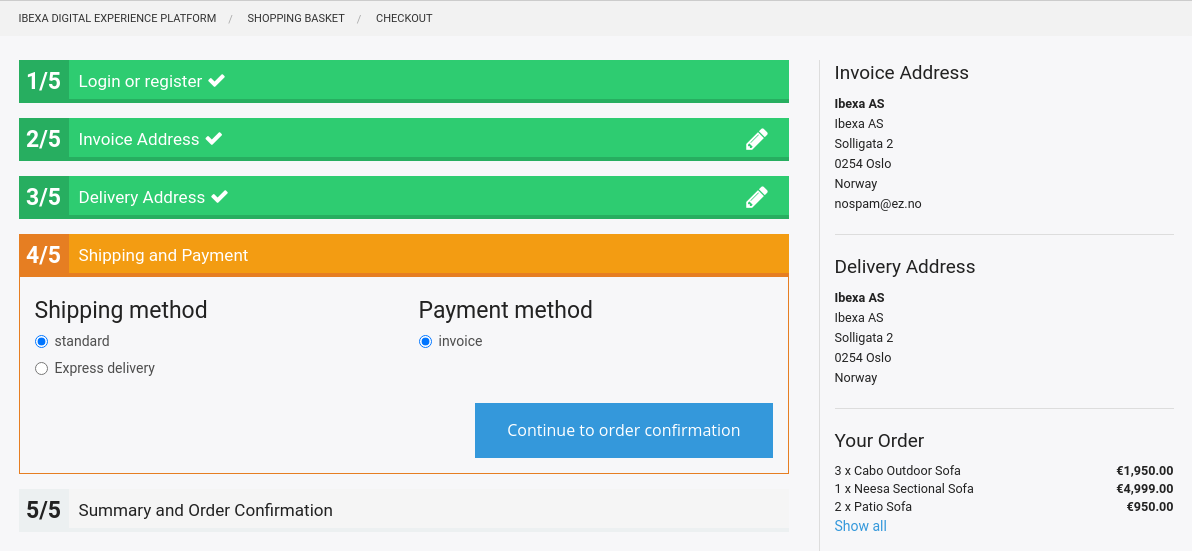 IBEXA DIGITAL EXPERIENCE PLATFORM / SHOPPING BASKET / CHECKOUT
1/5 Login or register
2/5 Invoice Address
3/5 Delivery Address
4/5 Shipping and Payment
Shipping method
standard
Express delivery
Payment method
invoice
Continue to order confirmation
5/5 Summary and Order Confirmation
Invoice Address
Ibexa AS
Ibexa AS
Solligata 2
0254 Oslo
Norway
nospam@ez.no
Delivery Address
Ibexa AS
Ibexa AS
Solligata 2
0254 Oslo
Norway
Your Order
3 x Cabo Outdoor Sofa €1,950.00
1 x Neesa Sectional Sofa €4,999.00
2 x Patio Sofa €950.00
Show all